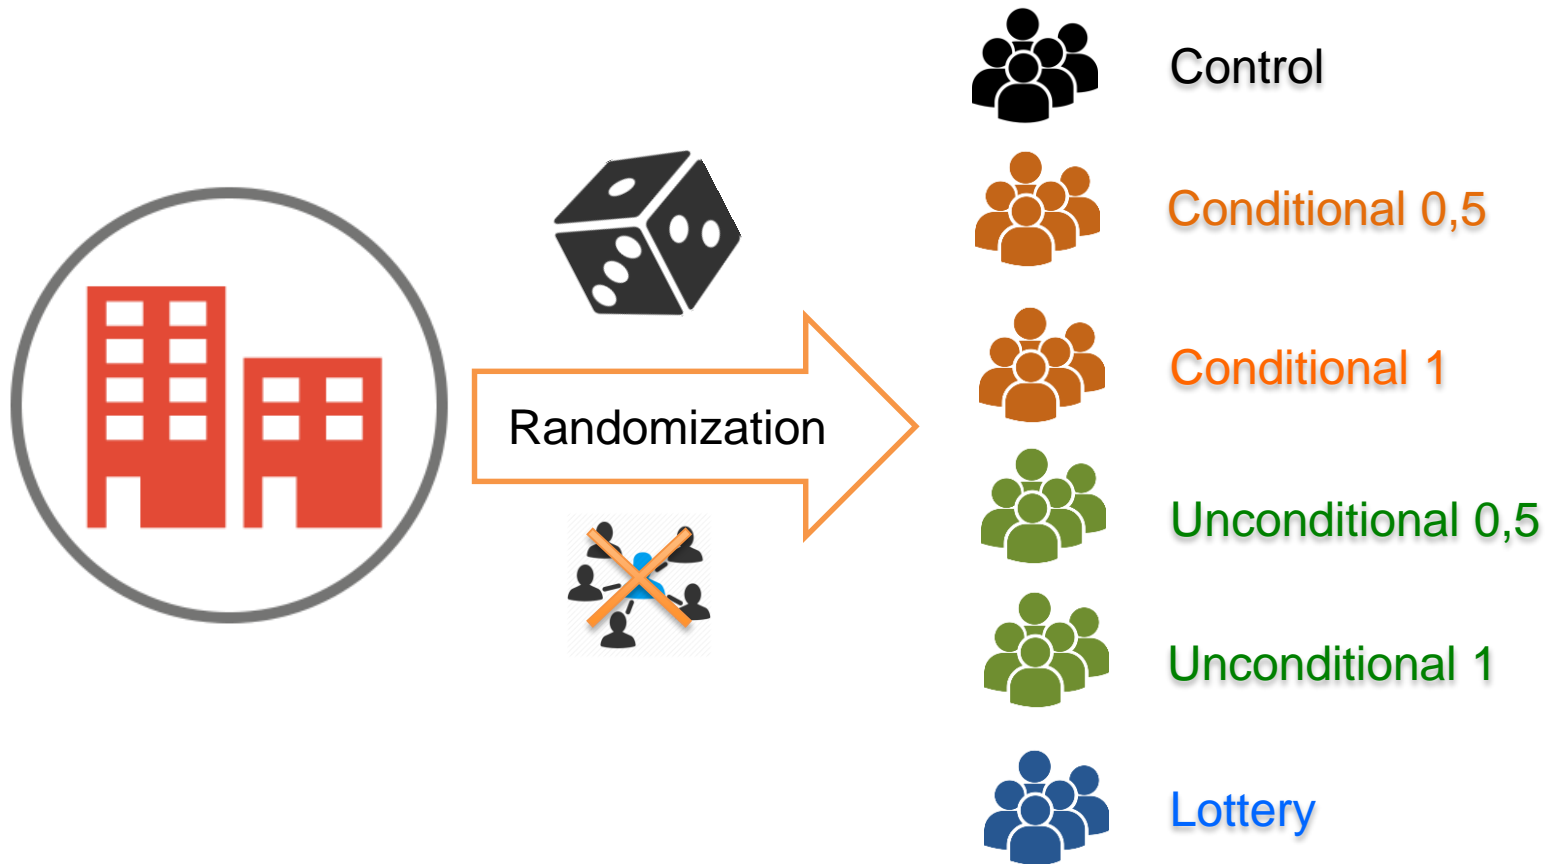 Control
Conditional 0,5
Conditional 1
Randomization
Unconditional 0,5
Unconditional 1
Lottery